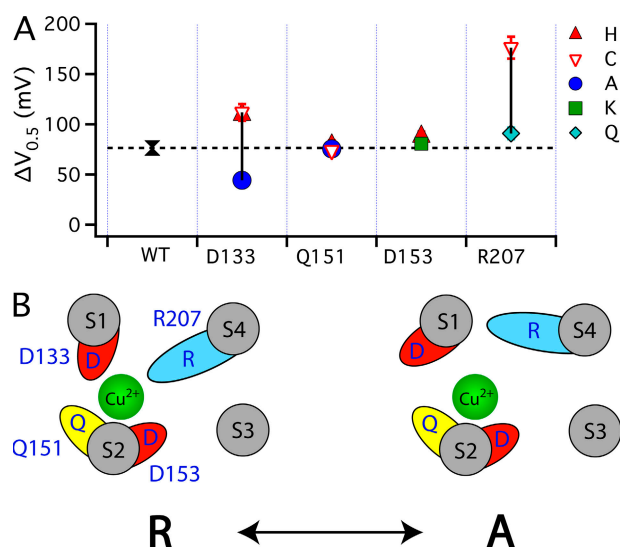 A
200
150
100
50
0
ΔV0.5 (mV)
WT
D133
Q151
D153
R207
H
C
A
K
Q
B
S1
R207
S4
D133
D
R
Cu2+
Q
S2
D
S3
Q151
D153
S1
D
R
S4
Cu2+
Q
S2
D
S3
R
A